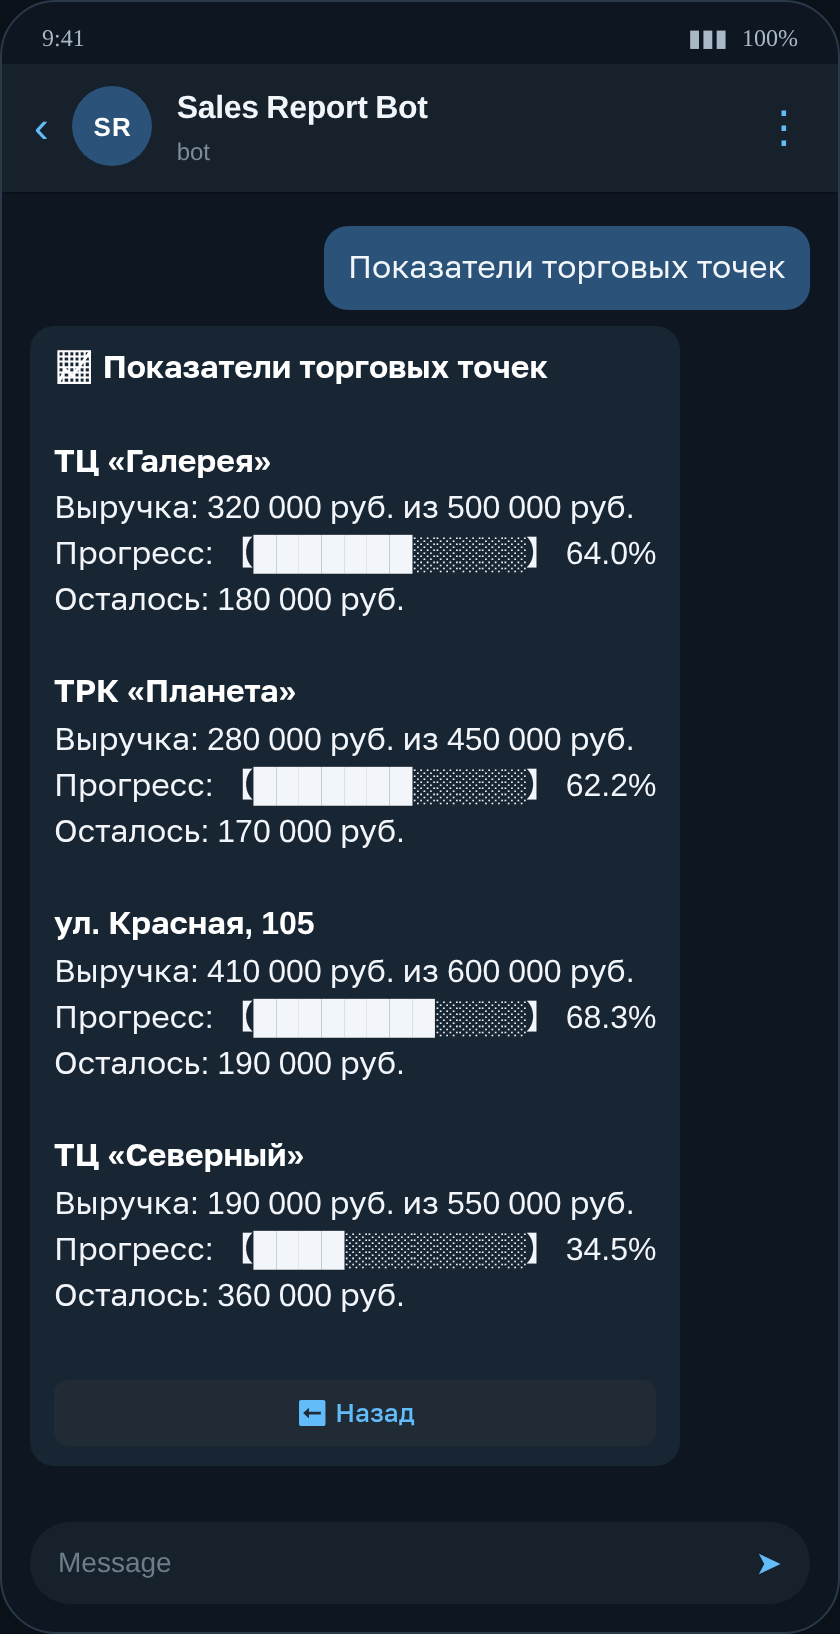 9:41
100%
‹
SR
Sales Report Bot
bot
⋮
Показатели торговых точек
Показатели торговых точек
ТЦ «Галерея»
Выручка: 320 000 руб. из 500 000 руб.
Прогресс: 【███████░░░░░】 64.0%
Осталось: 180 000 руб.
ТРК «Планета»
Выручка: 280 000 руб. из 450 000 руб.
Прогресс: 【███████░░░░░】 62.2%
Осталось: 170 000 руб.
ул. Красная, 105
Выручка: 410 000 руб. из 600 000 руб.
Прогресс: 【████████░░░░】 68.3%
Осталось: 190 000 руб.
ТЦ «Северный»
Выручка: 190 000 руб. из 550 000 руб.
Прогресс: 【████░░░░░░░░】 34.5%
Осталось: 360 000 руб.
Назад
Message